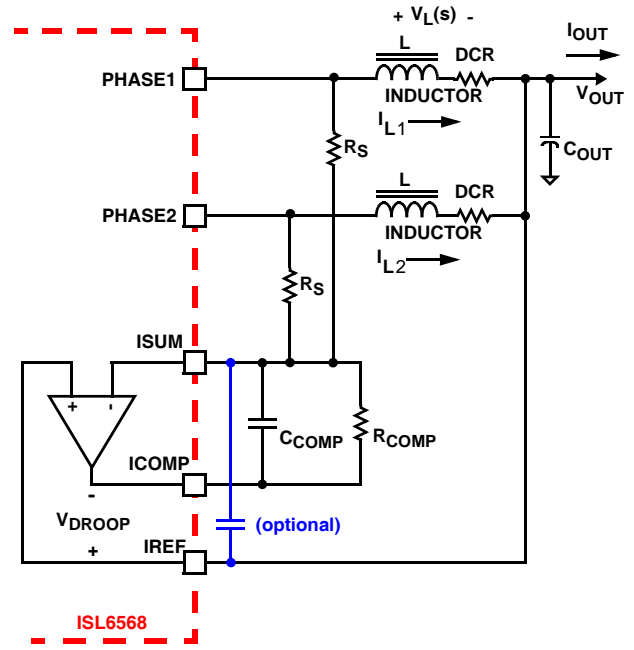 + VL(s) -
IOUT
L
DCR
PHASE1
INDUCTOR
VOUT
IL1
COUT
RS
L
DCR
PHASE2
INDUCTOR
IL2
RS
ISUM
+ -
CCOMP
RCOMP
ICOMP
-
VDROOP
(optional)
+
IREF
ISL6568